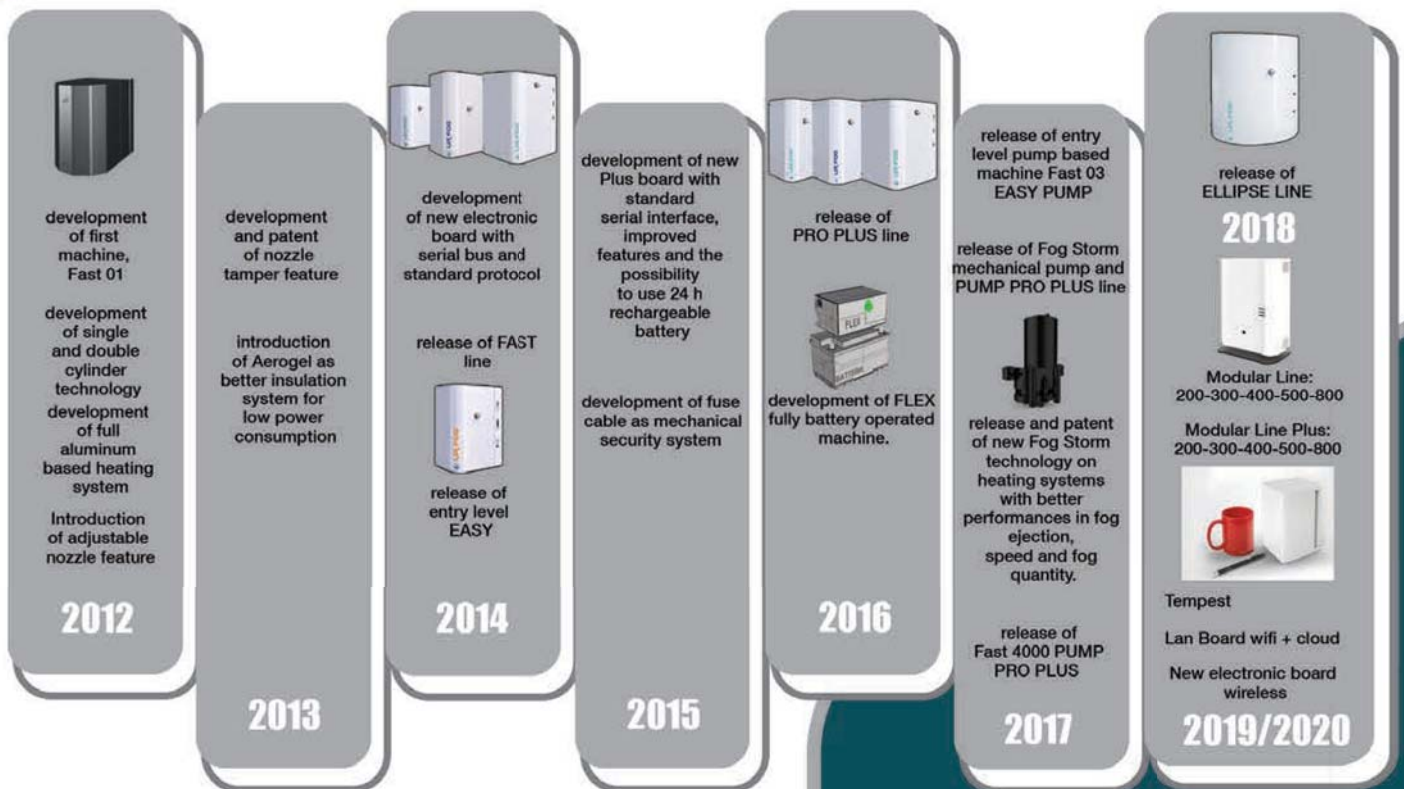 development
of first
machine,
Fast 01
development
of single
and double
cylinder
technology
development
of full
aluminum
based heating
system
Introduction
of adjustable
nozzle feature
2012
development
and patent
of nozzle
tamper feature
introduction
of Aerogel as
better insulation
system for
low power
consumption
2013
development
of new electronic
board with
serial bus and
standard protocol
release of FAST
line
release of
entry level
EASY
2014
development of new
Plus board with
standard
serial interface,
improved
features and the
possibility
to use 24 h
rechargeable
battery
development of fuse
cable as mechanical
security system
2015
release of
PRO PLUS line
FLEX
development of FLEX
fully battery operated
machine.
2016
release of entry
level pump based
machine Fast 03
EASY PUMP
release of Fog Storm
mechanical pump and
PUMP PRO PLUS line
release and patent
of new Fog Storm
technology on
heating systems
with better
performances in fog
ejection,
speed and fog
quantity.
release of
Fast 4000 PUMP
PRO PLUS
2017
release of
ELLIPSE LINE
2018
Modular Line:
200-300-400-500-800
Modular Line Plus:
200-300-400-500-800
Tempest
Lan Board wifi + cloud
New electronic board
wireless
2019/2020